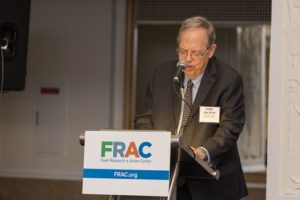 FRAC
Food Research & Action Center
FRAC.org